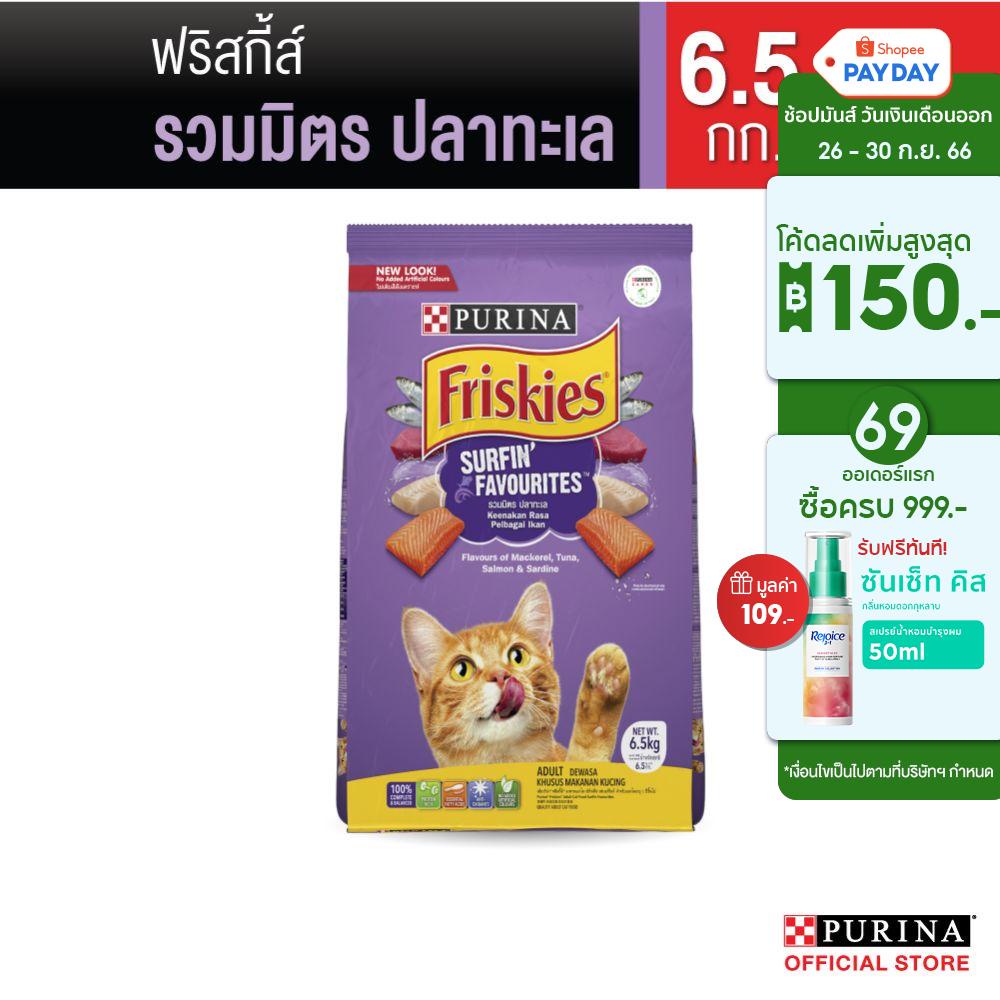 ฟริสกี้ส์
รวมมิตร ปลาทะเล
6.5
กก.
Shopee
PAYDAY
ช้อปมันส์ วันเงินเดือนออก
26 - 30 ก.ย. 66
โค้ดลดเพิ่มสูงสุด
฿150.-
69
ออเดอร์แรก
ซื้อครบ 999.-
รับฟรีทันที!
ซันเซ็ท คิส
กลิ่นหอมดอกกุหลาบ
สเปรย์น้ำหอมบำรุงผม
50ml
มูลค่า
109.-
Rejoice
*เงื่อนไขเป็นไปตามที่บริษัทฯ กำหนด
NEW LOOK!
No Added Artificial Colours
PURINA
Friskies
SURFIN'
FAVOURITES™
รวมมิตร ปลาทะเล
Keenakan Rasa
Pelbagai Ikan
Flavours of Mackerel, Tuna,
Salmon & Sardine
NET WT.
6.5kg
ADULT DEWASA
KHUSUS MAKANAN KUCING
100%
COMPLETE
& BALANCED
PURINA
OFFICIAL STORE